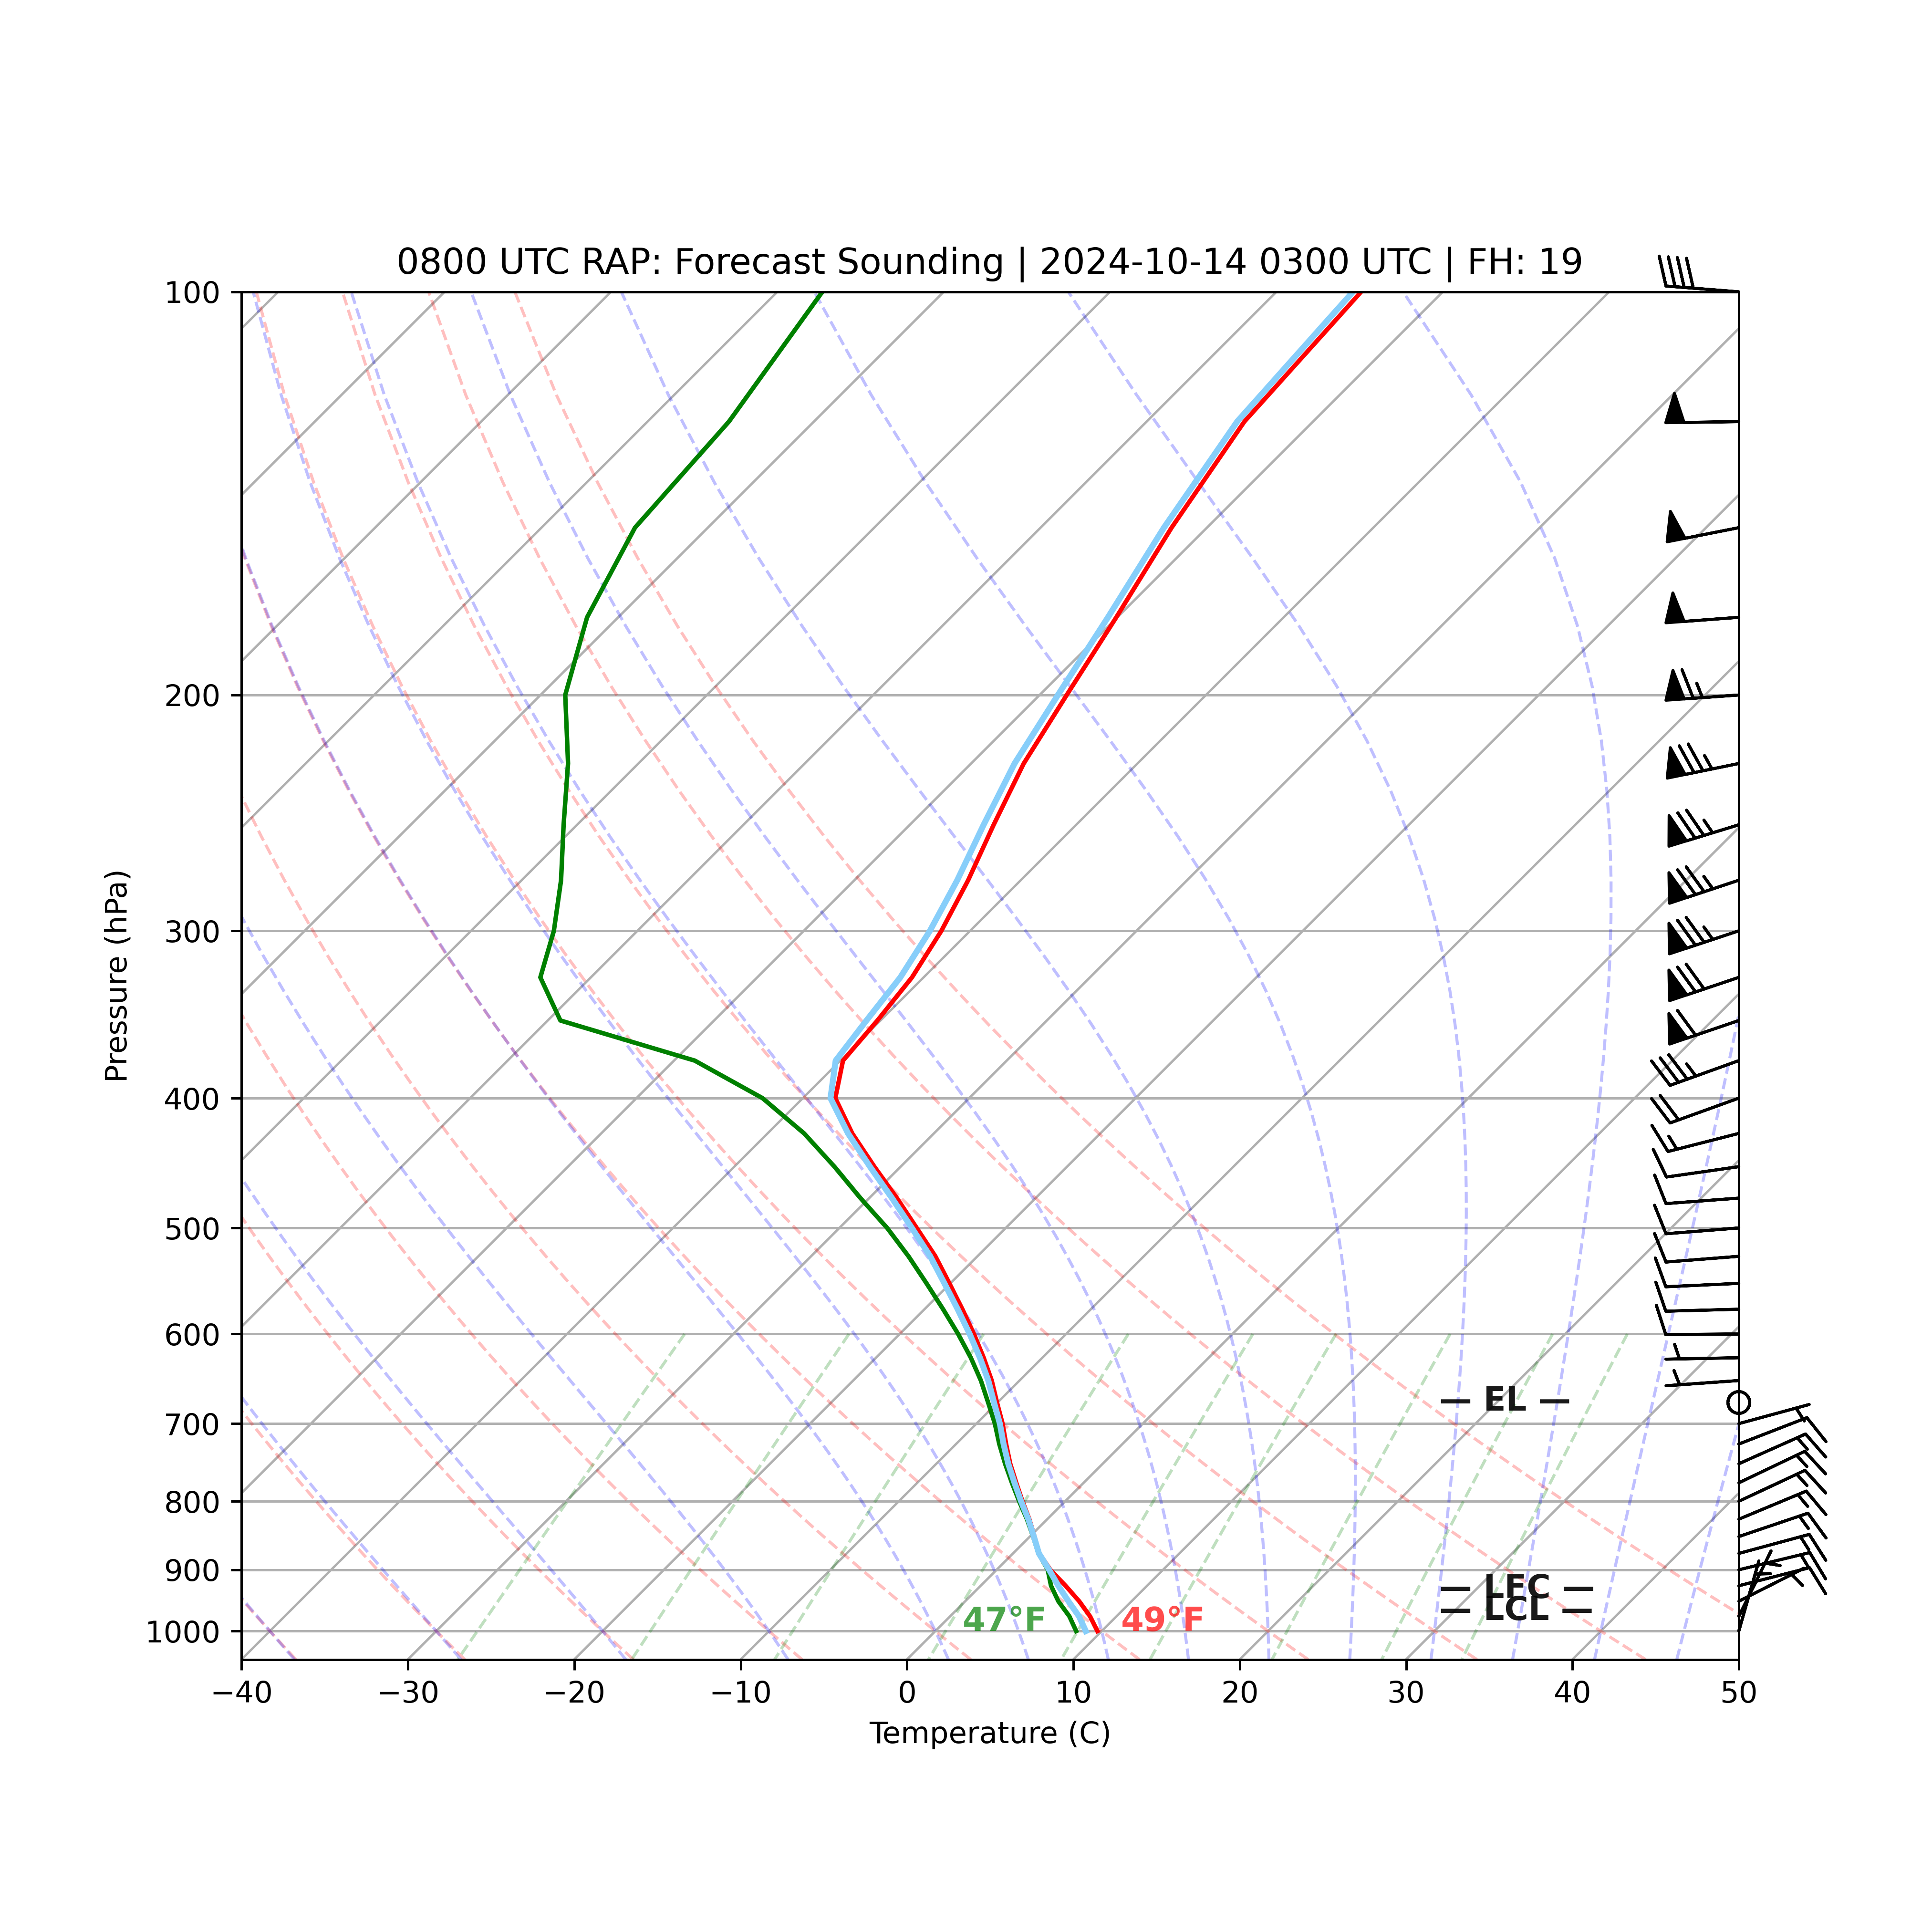 0800 UTC RAP: Forecast Sounding | 2024-10-14 0300 UTC | FH: 19
100
200
300
400
500
600
700
800
900
1000
Pressure (hPa)
— EL —
— LFC —
— LCL —
47°F 49°F
−40 −30 −20 −10 0 10 20 30 40 50
Temperature (C)